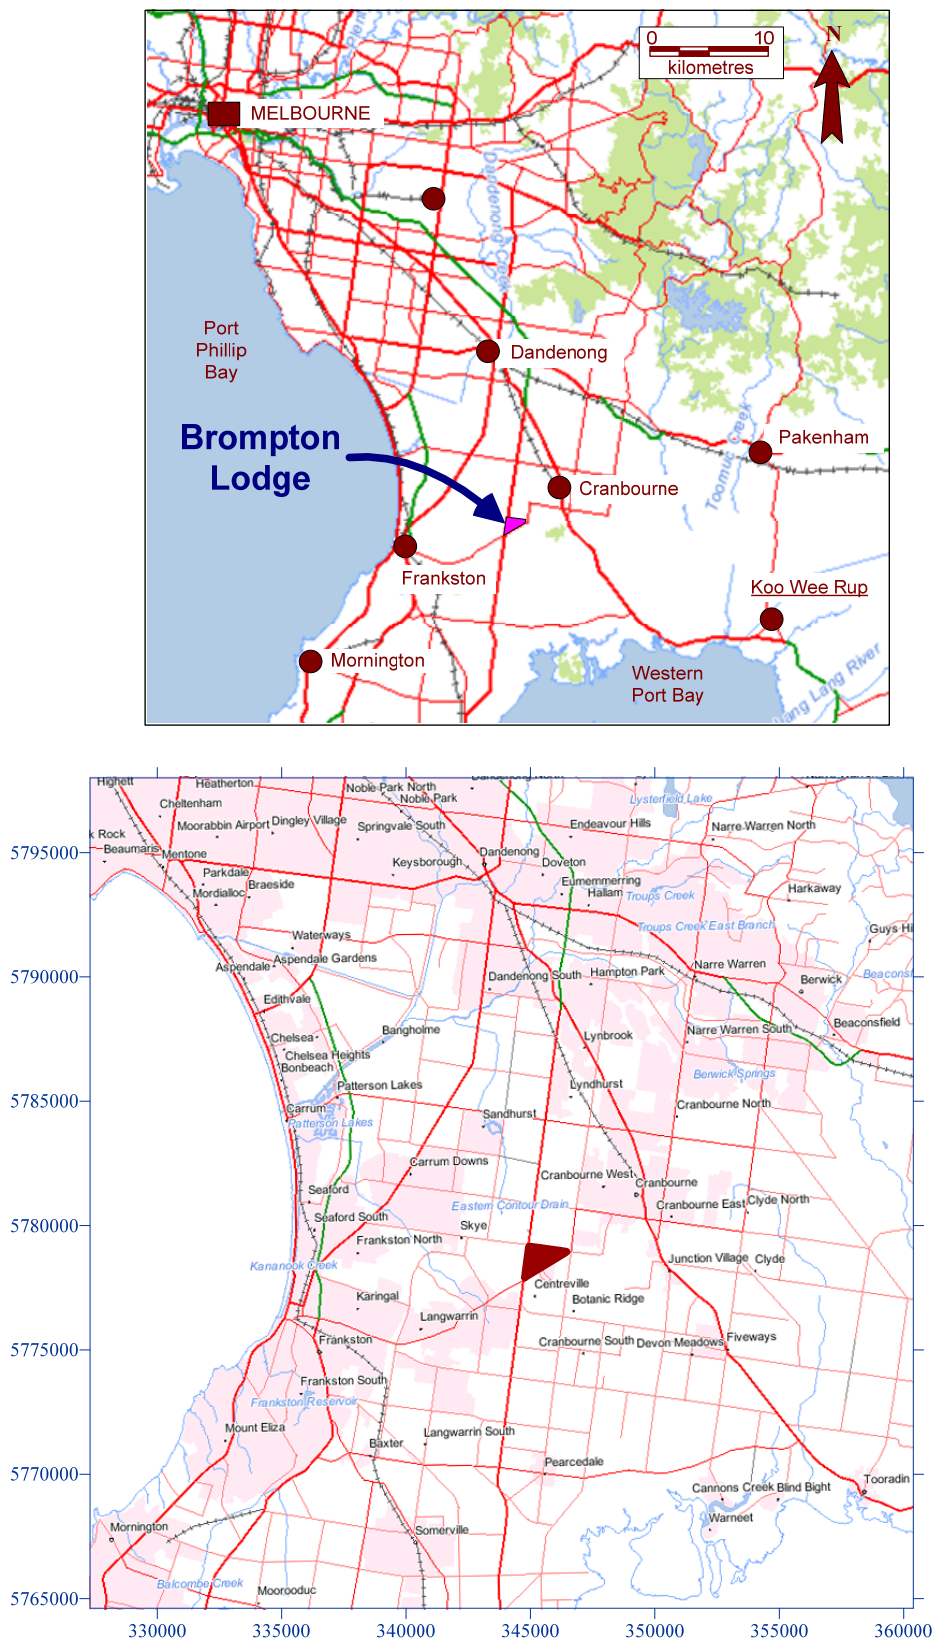 0 10
kilometres
N
MELBOURNE
Dandenong Creek
Port
Phillip
Bay
Dandenong
Brompton
Lodge
Pakenham
Toomuc Creek
Cranbourne
Frankston
Koo Wee Rup
Mornington
Western
Port Bay
Lang Lang River
Highett
Heatherton
Noble Park North
Dandenong North
Noble Park
Lysterfield Lake
Cheltenham
Moorabbin Airport
Dingley Village
Springvale South
Endeavour Hills
Narre Warren North
k Rock
Beaumaris
Mentone
5795000
Keysborough
Dandenong
Doveton
Parkdale
Braeside
Mordialloc
Eumemmerring
Hallam
Troups Creek
Harkaway
Waterways
Troups Creek East Branch
Guys Hi
Aspendale
Aspendale Gardens
5790000
Dandenong South
Hampton Park
Narre Warren
Berwick
Beaconsf
Edithvale
Chelsea
Bangholme
Lynbrook
Narre Warren South
Beaconsfield
Chelsea Heights
Bonbeach
Berwick Springs
Patterson Lakes
Lyndhurst
5785000
Carrum
Patterson Lakes
Sandhurst
Cranbourne North
Carrum Downs
Cranbourne West
Cranbourne
Seaford
Cranbourne East
Clyde North
Eastern Contour Drain
5780000
Seaford South
Skye
Frankston North
Kananook Creek
Junction Village
Clyde
Centreville
Karingal
Botanic Ridge
Langwarrin
5775000
Frankston
Cranbourne South
Devon Meadows
Fiveways
Frankston South
Frankston Reservoir
Mount Eliza
Langwarrin South
Baxter
Pearcedale
5770000
Tooradin
Cannons Creek
Blind Bight
Warneet
Mornington
Somerville
Balcombe Creek
Moorooduc
5765000
330000 335000 340000 345000 350000 355000 360000